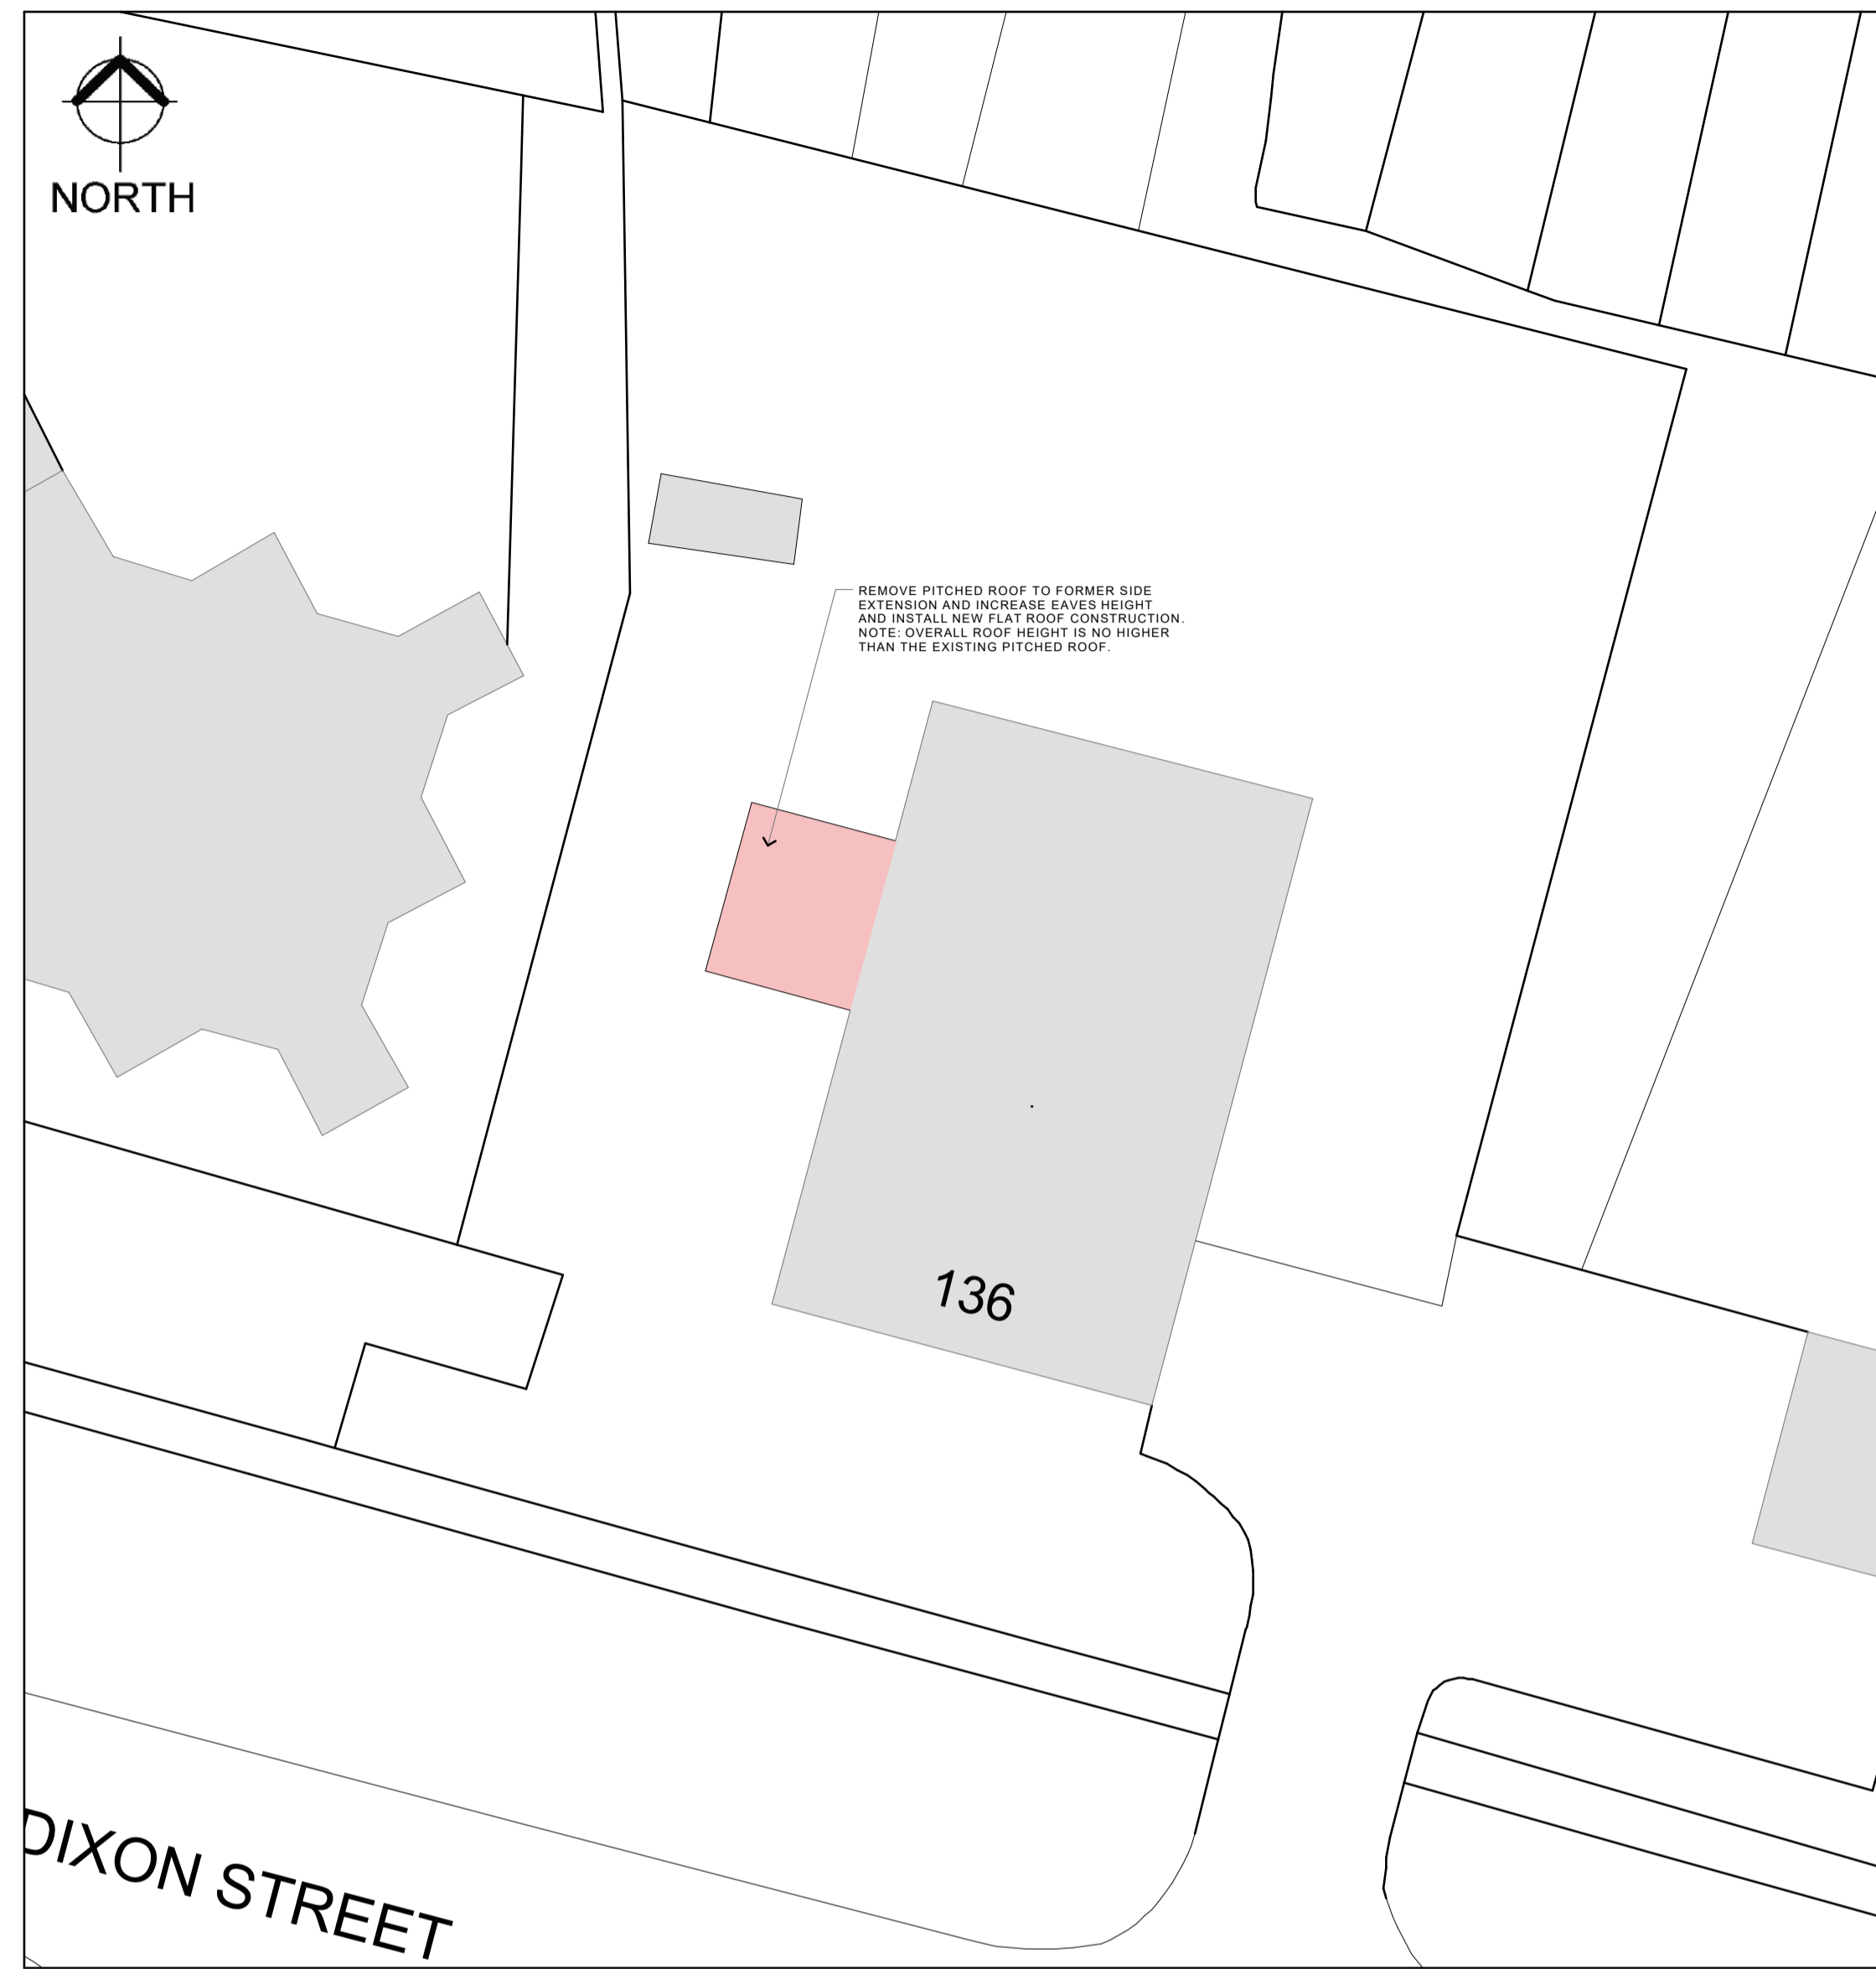 NORTH
REMOVE PITCHED ROOF TO FORMER SIDE
EXTENSION AND INCREASE EAVES HEIGHT
AND INSTALL NEW FLAT ROOF CONSTRUCTION.
NOTE: OVERALL ROOF HEIGHT IS NO HIGHER
THAN THE EXISTING PITCHED ROOF.
136
DIXON STREET